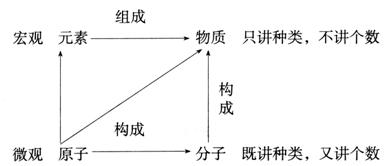 组成
宏观 元素 物质 只讲种类，不讲个数
构成
构成
微观 原子 分子 既讲种类，又讲个数